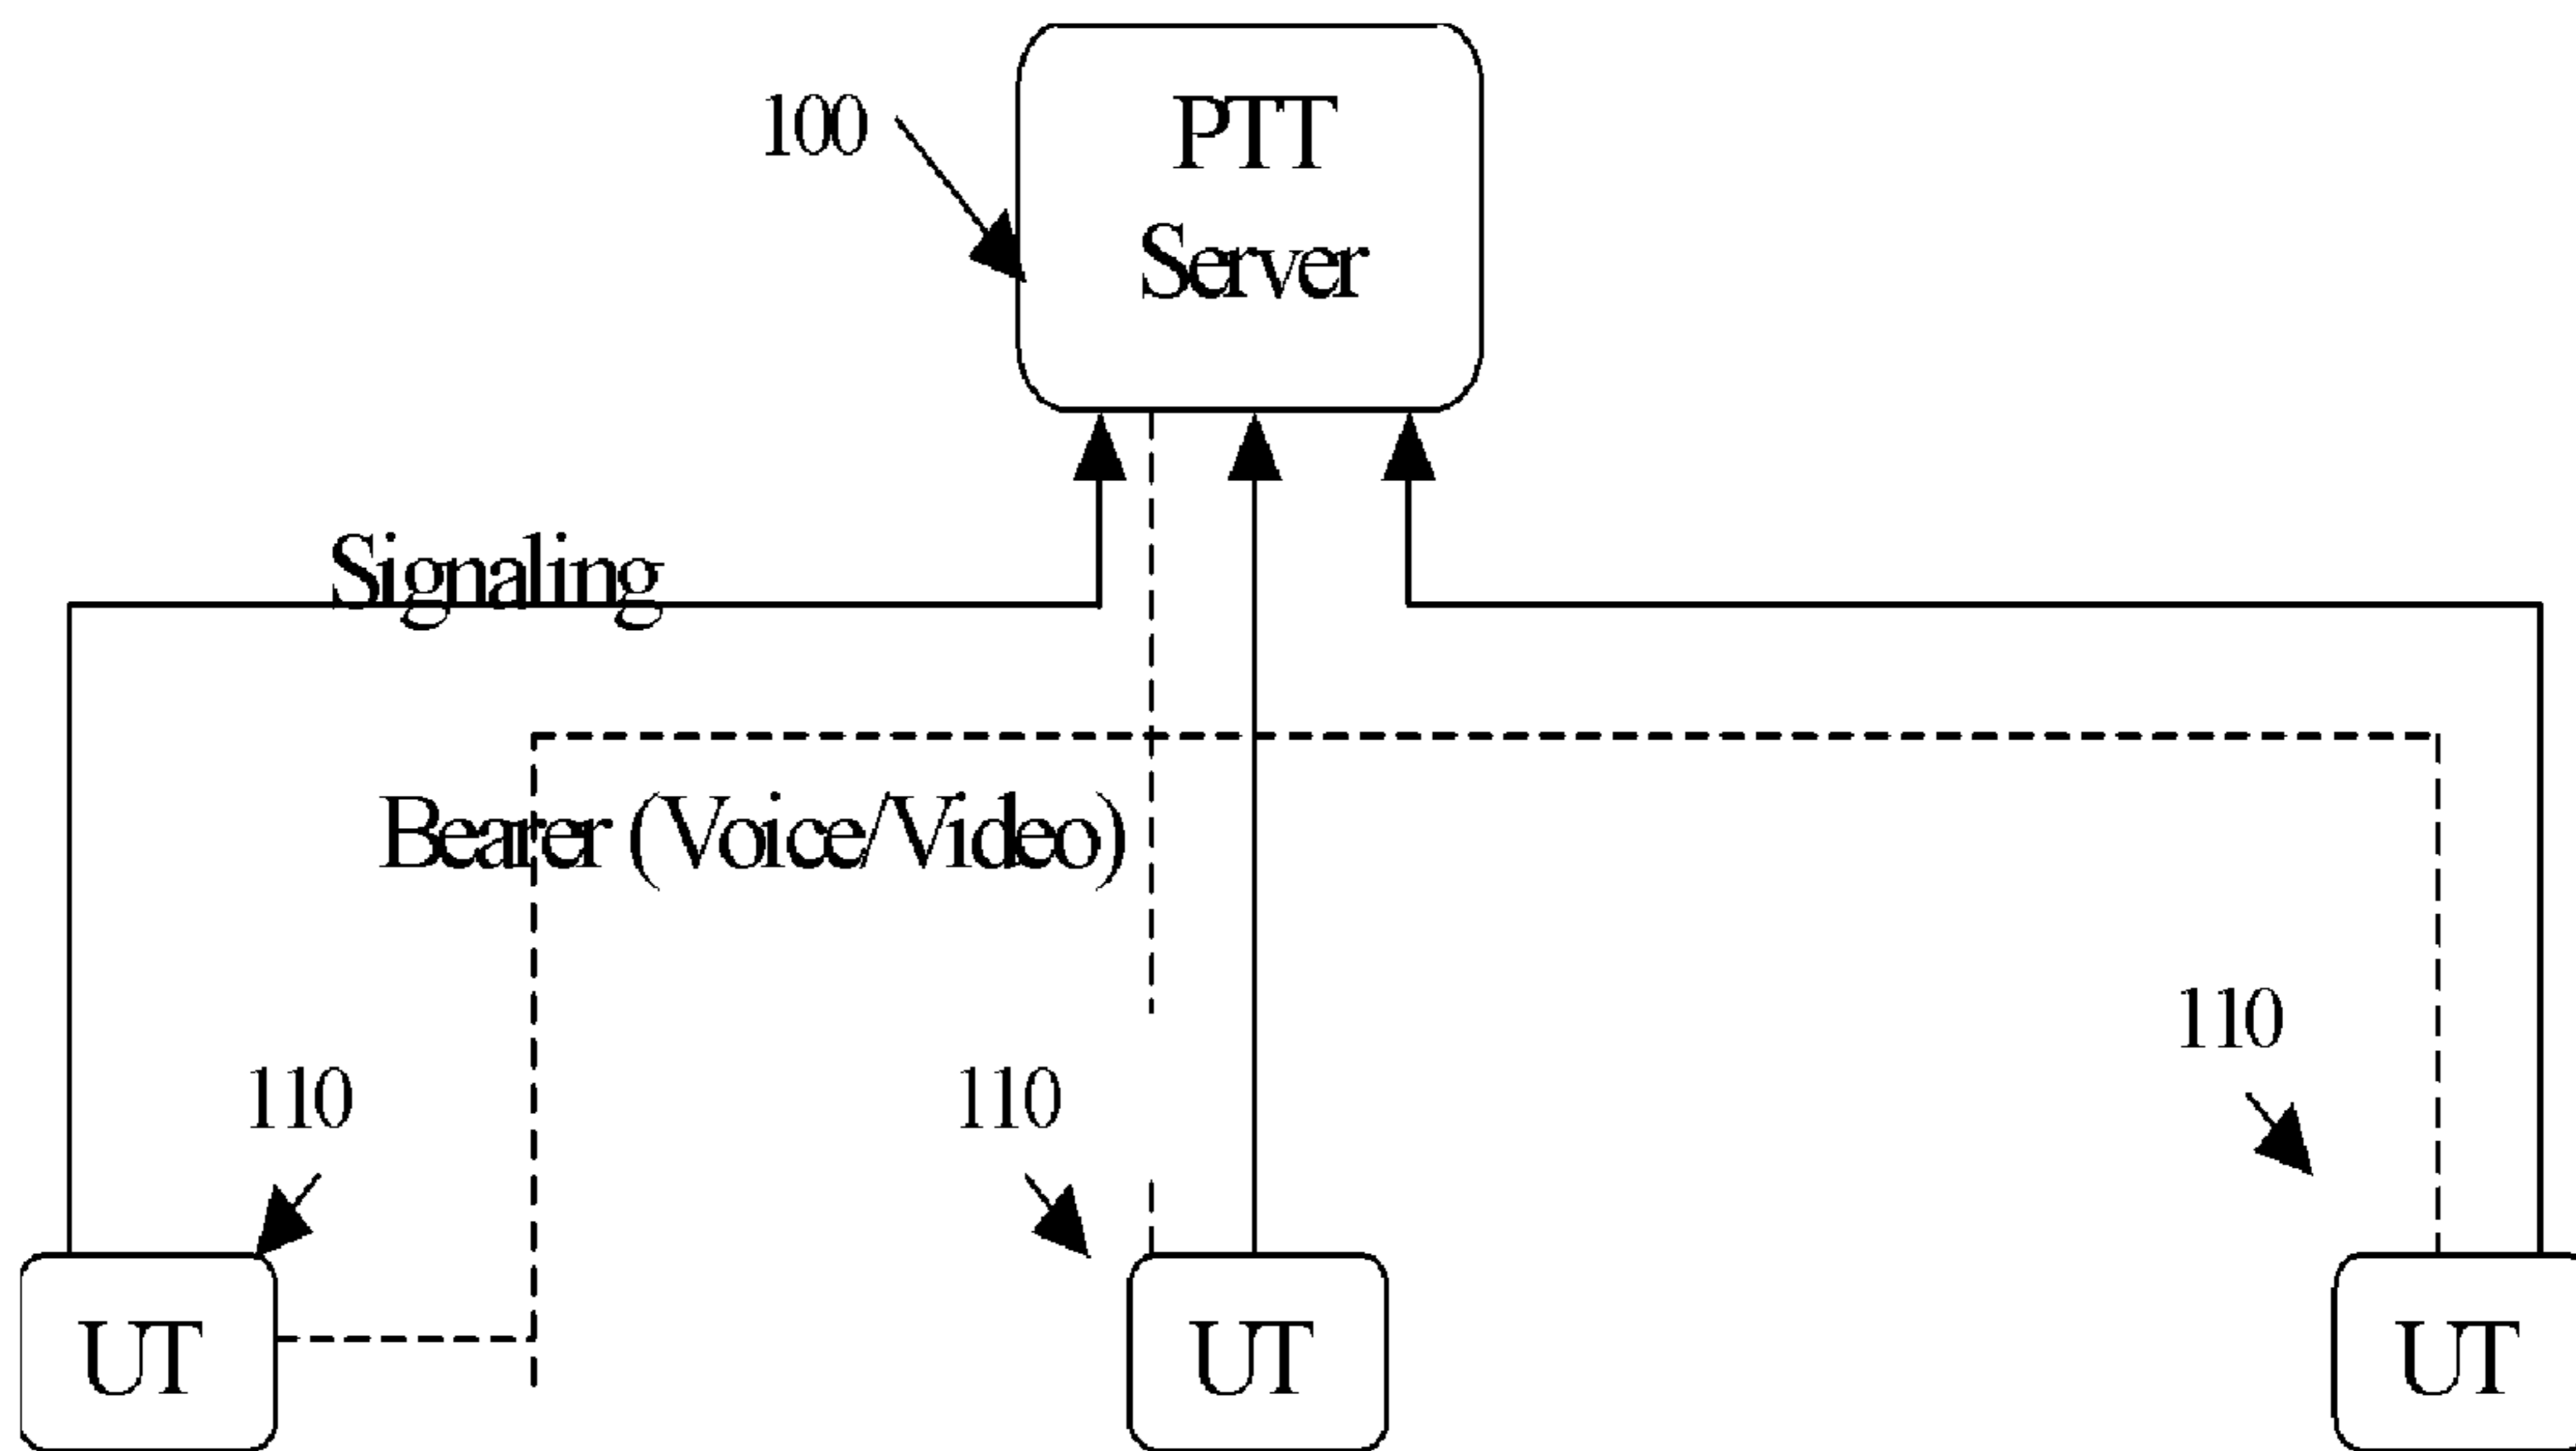 100
PTT
Server
Signaling
Bearer (Voice/Video)
110
110
110
UT
UT
UT